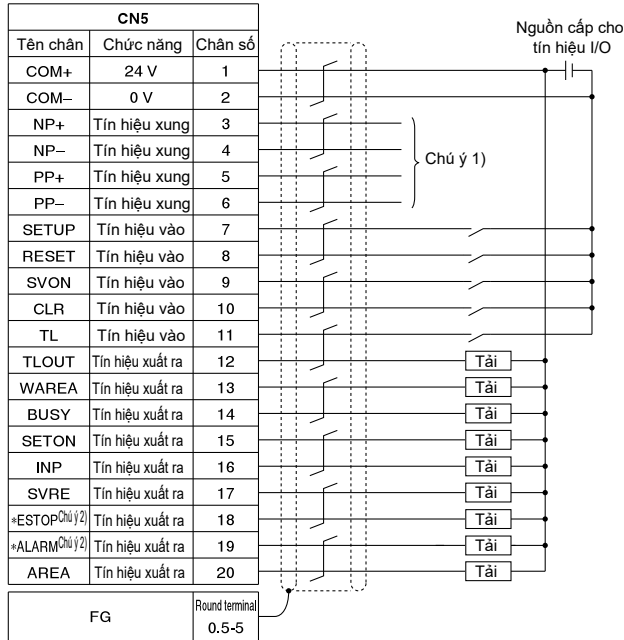 CN5
Tên chân Chức năng Chân số
COM+ 24 V 1
COM– 0 V 2
NP+ Tín hiệu xung 3
NP– Tín hiệu xung 4
PP+ Tín hiệu xung 5
PP– Tín hiệu xung 6
SETUP Tín hiệu vào 7
RESET Tín hiệu vào 8
SVON Tín hiệu vào 9
CLR Tín hiệu vào 10
TL Tín hiệu vào 11
TLOUT Tín hiệu xuất ra 12
WAREA Tín hiệu xuất ra 13
BUSY Tín hiệu xuất ra 14
SETON Tín hiệu xuất ra 15
INP Tín hiệu xuất ra 16
SVRE Tín hiệu xuất ra 17
*ESTOP Chú ý 2) Tín hiệu xuất ra 18
*ALARM Chú ý 2) Tín hiệu xuất ra 19
AREA Tín hiệu xuất ra 20
FG Round terminal
0.5-5
Nguồn cấp cho
tín hiệu I/O
Chú ý 1)
Tải
Tải
Tải
Tải
Tải
Tải
Tải
Tải
Tải